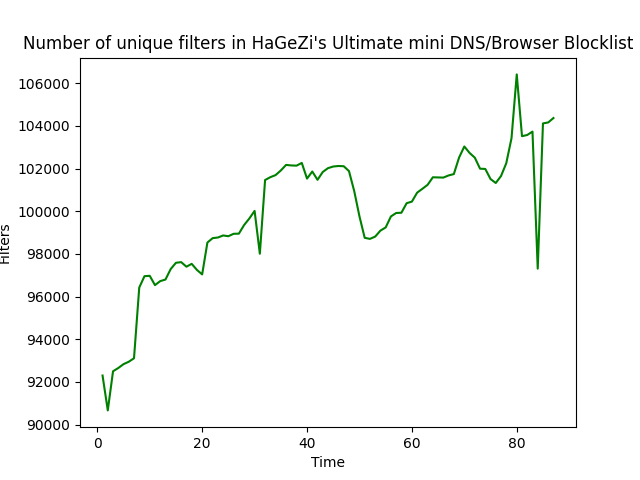 Number of unique filters in HaGeZi's Ultimate mini DNS/Browser Blocklist
106000
104000
102000
100000
98000
96000
94000
92000
90000
Filters
0 20 40 60 80
Time